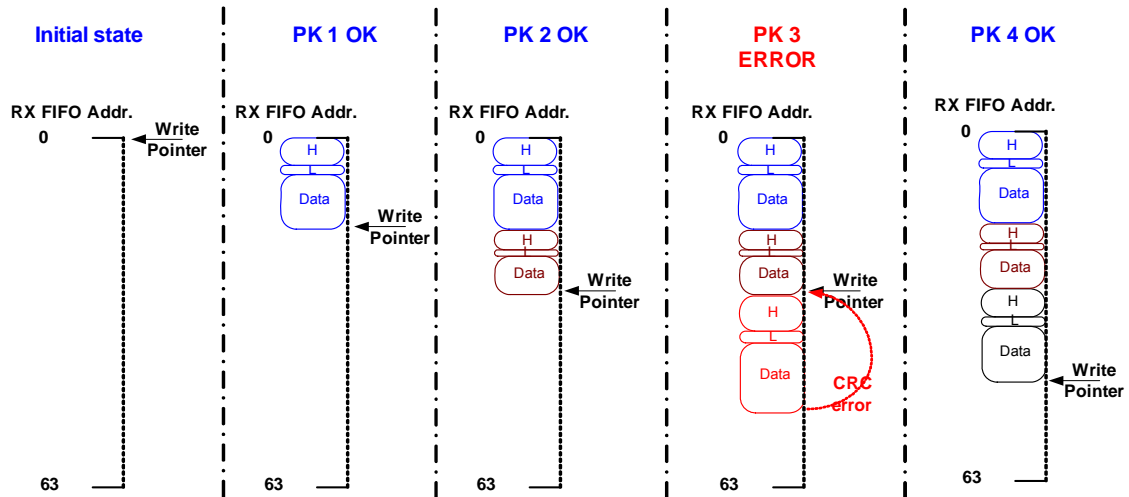 Initial state
RX FIFO Addr.
0
Write
Pointer
63
PK 1 OK
RX FIFO Addr.
0
H
L
Data
Write
Pointer
63
PK 2 OK
RX FIFO Addr.
0
H
L
Data
H
L
Data
Write
Pointer
63
PK 3
ERROR
RX FIFO Addr.
0
H
L
Data
H
L
Data
Write
Pointer
H
L
Data
CRC
error
63
PK 4 OK
RX FIFO Addr.
0
H
L
Data
H
L
Data
H
L
Data
Write
Pointer
63